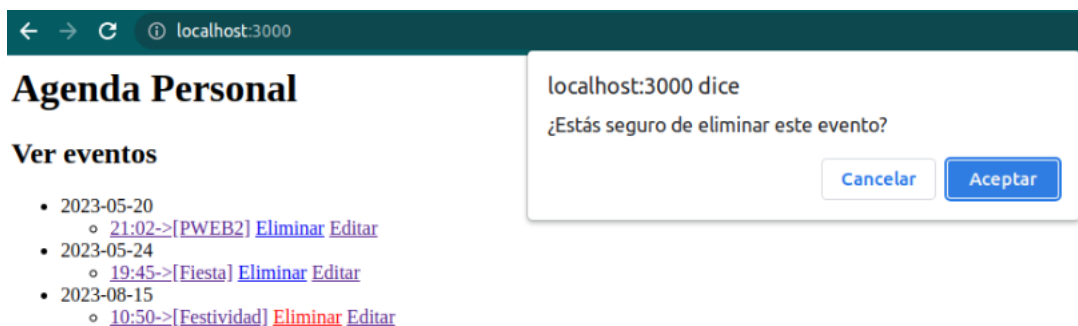 localhost:3000
localhost:3000 dice
¿Estás seguro de eliminar este evento?
Cancelar Aceptar
Agenda Personal
Ver eventos
2023-05-20
21:02->[PWEB2] Eliminar Editar
2023-05-24
19:45->[Fiesta] Eliminar Editar
2023-08-15
10:50->[Festividad] Eliminar Editar